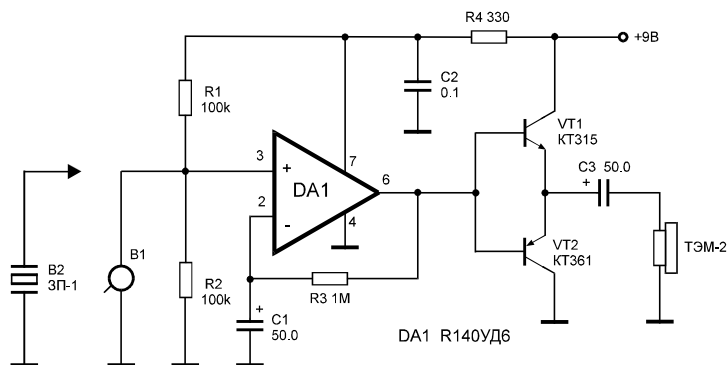 R4 330
+9В
R1
100k
C2
0.1
VT1
КТ315
3
+
7
DA1
6
C3 50.0
+
2
-
4
B2
ЗП-1
B1
R2
100k
R3 1M
VT2
КТ361
ТЭМ-2
+
C1
50.0
DA1 R140УД6